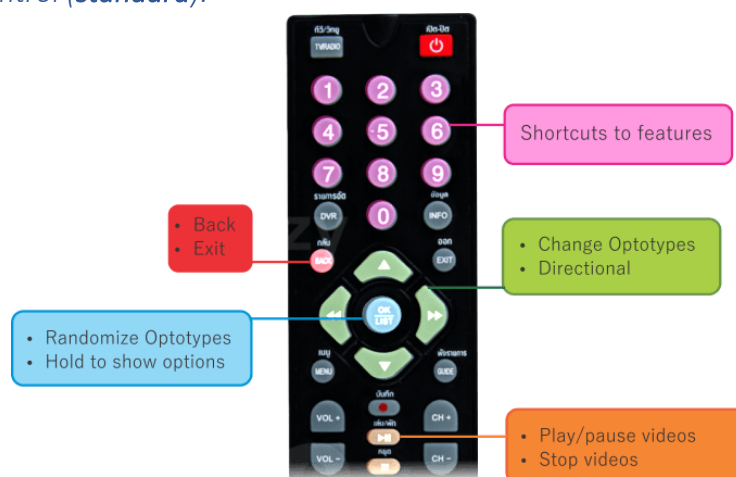 ntrol (standard).
ทีวี/วิทยุ
เปิด-ปิด
TV/RADIO
1 2 3
4 5 6
Shortcuts to features
7 8 9
รายการอัด
ข้อมูล
DVR 0 INFO
กลับ
ออก
BACK
EXIT
• Back
• Exit
• Change Optotypes
• Directional
OK
LIST
• Randomize Optotypes
• Hold to show options
เมนู
ผังรายการ
MENU
GUIDE
บันทึก
VOL + CH +
เล่น/พัก
VOL − CH −
หยุด
• Play/pause videos
• Stop videos